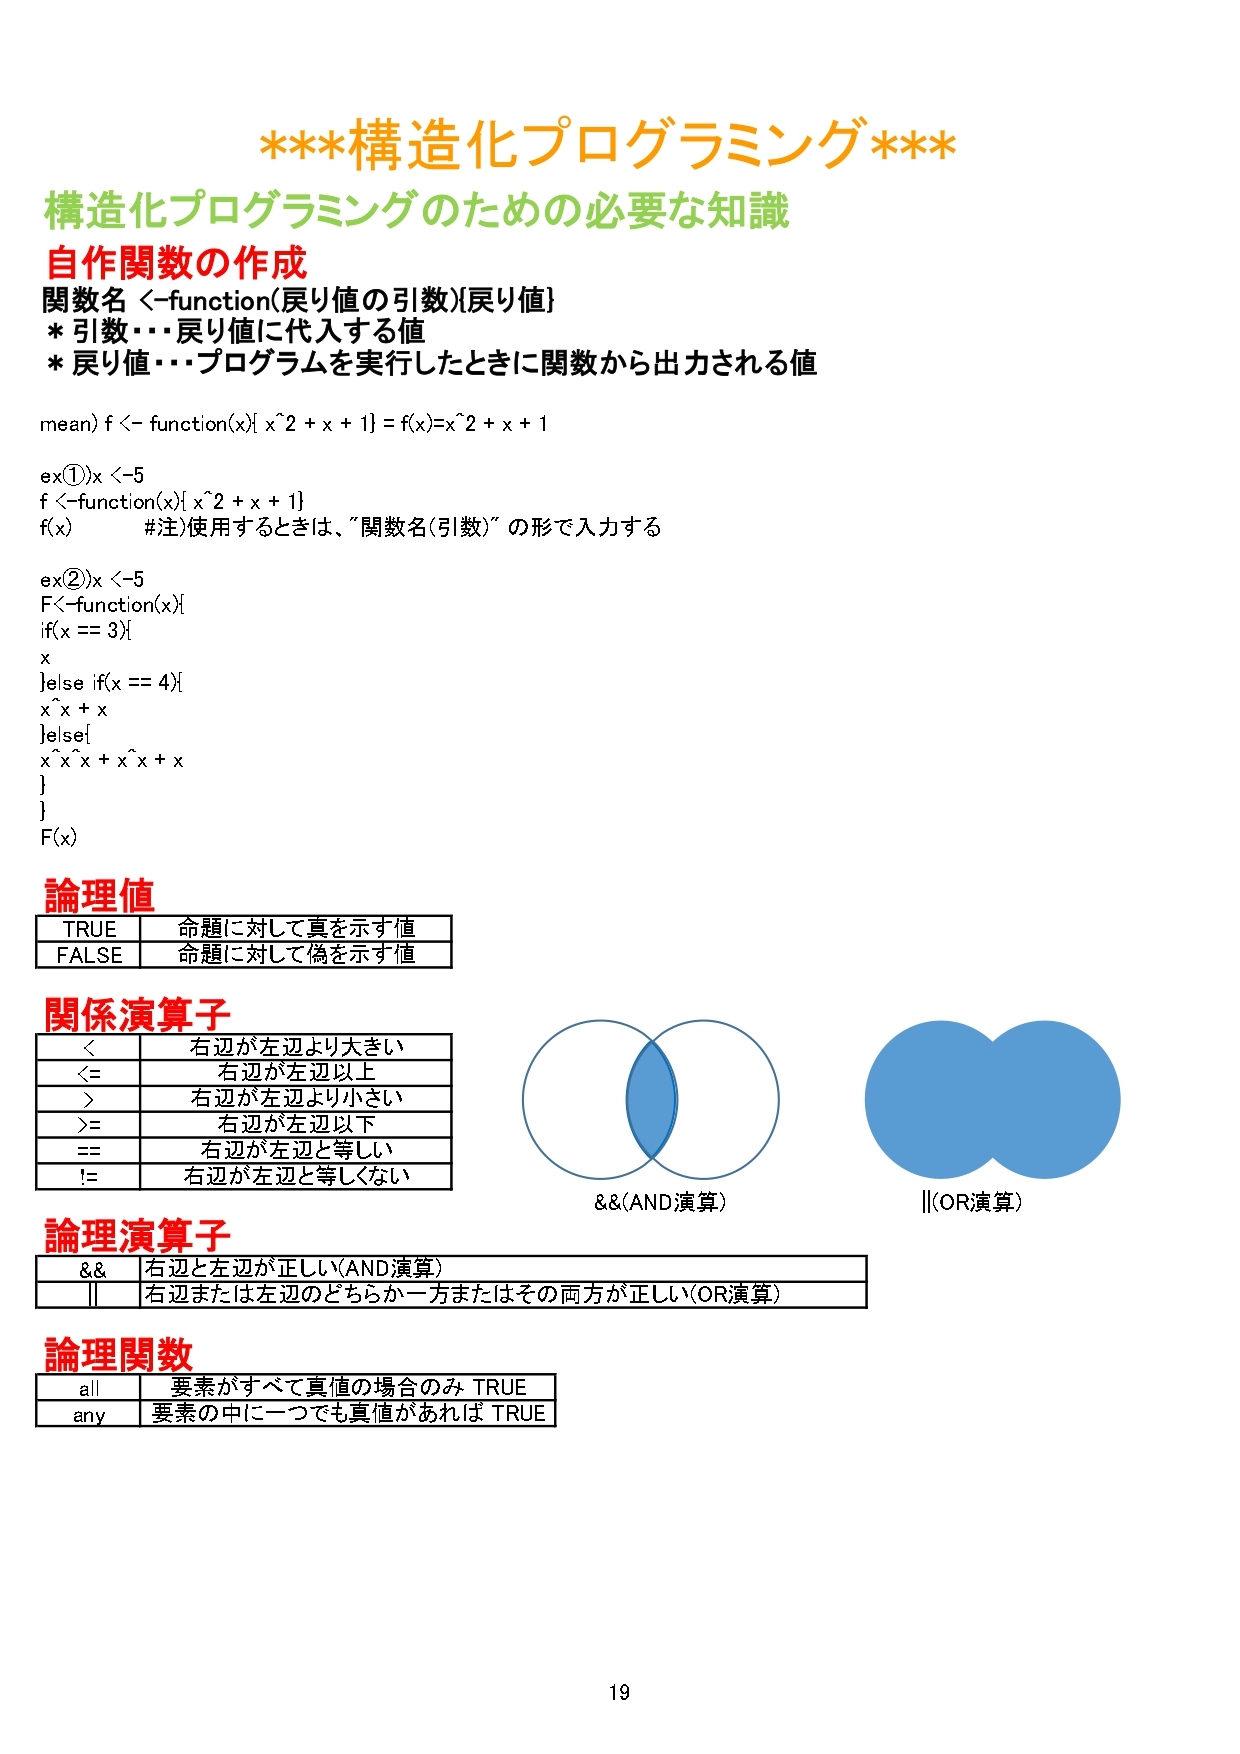 ***構造化プログラミング***
構造化プログラミングのための必要な知識
自作関数の作成
関数名 <-function(戻り値の引数){戻り値}
* 引数･･･戻り値に代入する値
* 戻り値･･･プログラムを実行したときに関数から出力される値
mean) f <- function(x){ x^2 + x + 1} = f(x)=x^2 + x + 1
ex①)x <-5
f <-function(x){ x^2 + x + 1}
f(x) #注)使用するときは、"関数名(引数)" の形で入力する
ex②)x <-5
F<-function(x){
if(x == 3){
x
}else if(x == 4){
x^x + x
}else{
x^x^x + x^x + x
}
}
F(x)
論理値
TRUE 命題に対して真を示す値
FALSE 命題に対して偽を示す値
関係演算子
< 右辺が左辺より大きい
<= 右辺が左辺以上
> 右辺が左辺より小さい
>= 右辺が左辺以下
== 右辺が左辺と等しい
!= 右辺が左辺と等しくない
&&(AND演算) ||(OR演算)
論理演算子
&& 右辺と左辺が正しい(AND演算)
|| 右辺または左辺のどちらか一方またはその両方が正しい(OR演算)
論理関数
all 要素がすべて真値の場合のみ TRUE
any 要素の中に一つでも真値があれば TRUE
19